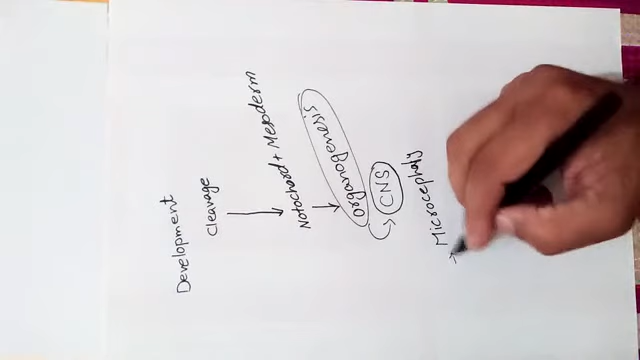 Development
Cleavage
Notochord + Mesoderm
Organogenesis
CNS
Microcephaly